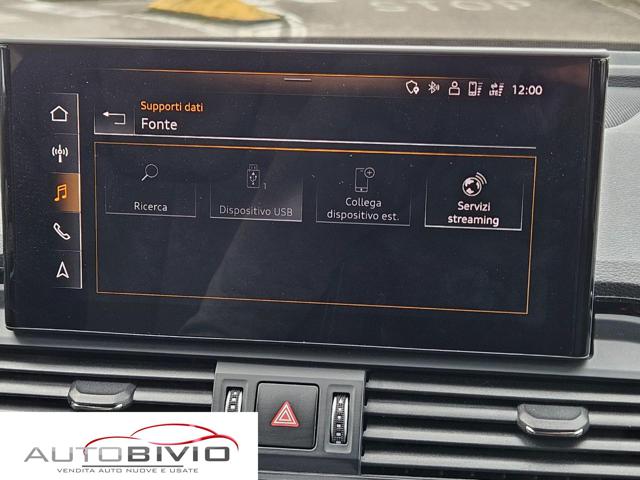 STOP
12:00
Supporti dati
Fonte
1
Ricerca
Dispositivo USB
Collega
dispositivo est.
Servizi
streaming
AUTOBIVIO
VENDITA AUTO NUOVE E USATE